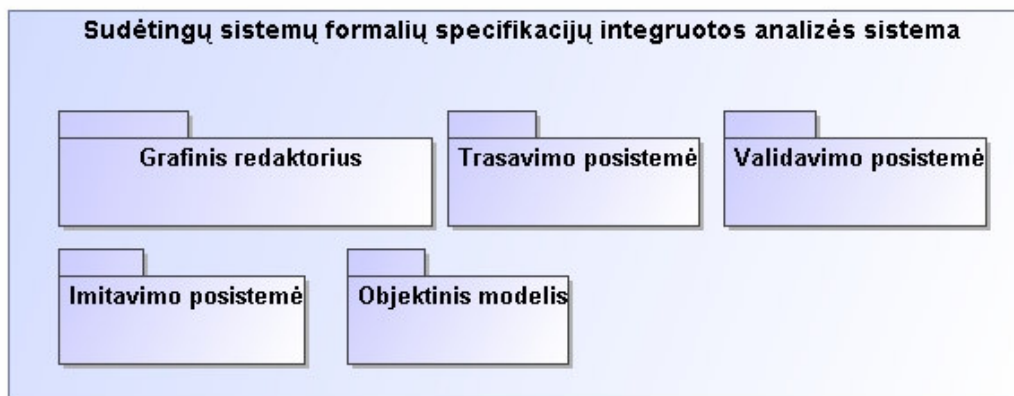 Sudėtingų sistemų formalių specifikacijų integruotos analizės sistema
Grafinis redaktorius
Trasavimo posistemė
Validavimo posistemė
Imitavimo posistemė
Objektinis modelis